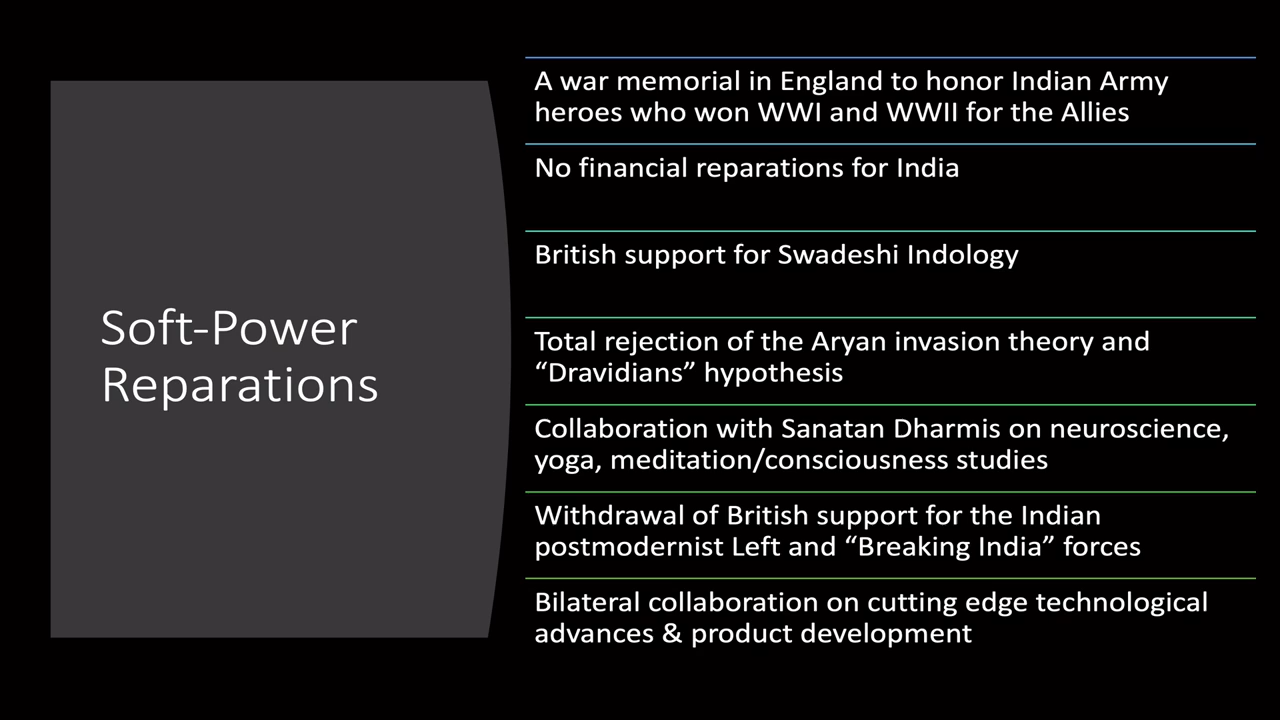 Soft-Power
Reparations
A war memorial in England to honor Indian Army
heroes who won WWI and WWII for the Allies
No financial reparations for India
British support for Swadeshi Indology
Total rejection of the Aryan invasion theory and
“Dravidians” hypothesis
Collaboration with Sanatan Dharmis on neuroscience,
yoga, meditation/consciousness studies
Withdrawal of British support for the Indian
postmodernist Left and “Breaking India” forces
Bilateral collaboration on cutting edge technological
advances & product development